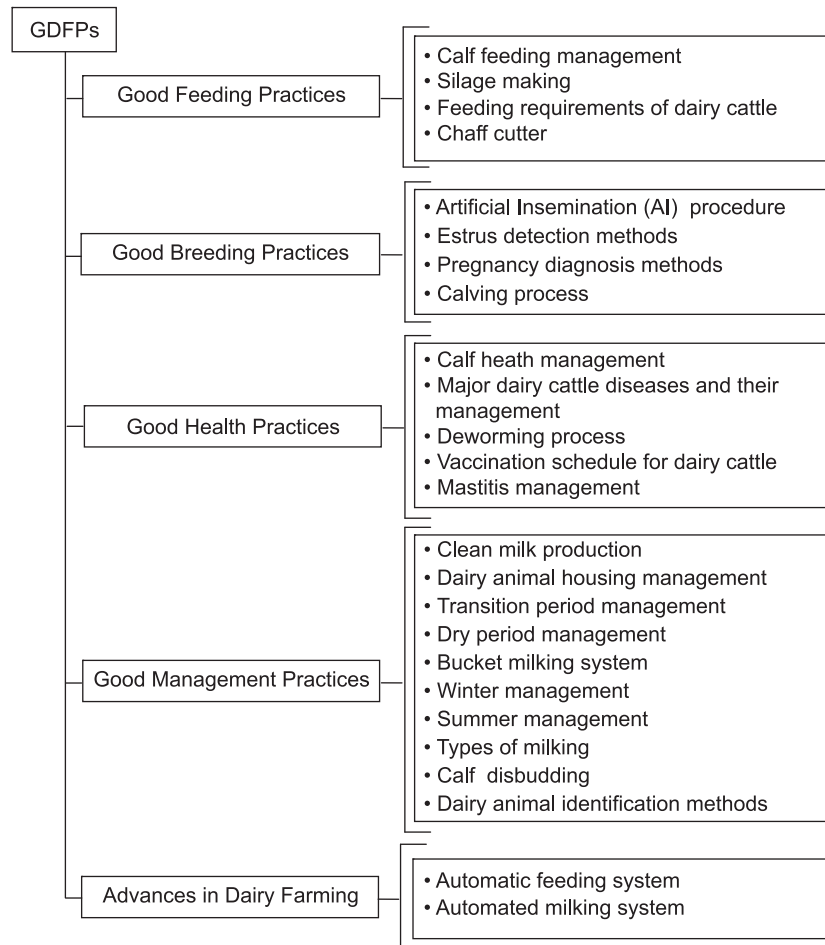 GDFPs
Good Feeding Practices
• Calf feeding management
• Silage making
• Feeding requirements of dairy cattle
• Chaff cutter
Good Breeding Practices
• Artificial Insemination (AI) procedure
• Estrus detection methods
• Pregnancy diagnosis methods
• Calving process
Good Health Practices
• Calf heath management
• Major dairy cattle diseases and their
management
• Deworming process
• Vaccination schedule for dairy cattle
• Mastitis management
Good Management Practices
• Clean milk production
• Dairy animal housing management
• Transition period management
• Dry period management
• Bucket milking system
• Winter management
• Summer management
• Types of milking
• Calf disbudding
• Dairy animal identification methods
Advances in Dairy Farming
• Automatic feeding system
• Automated milking system